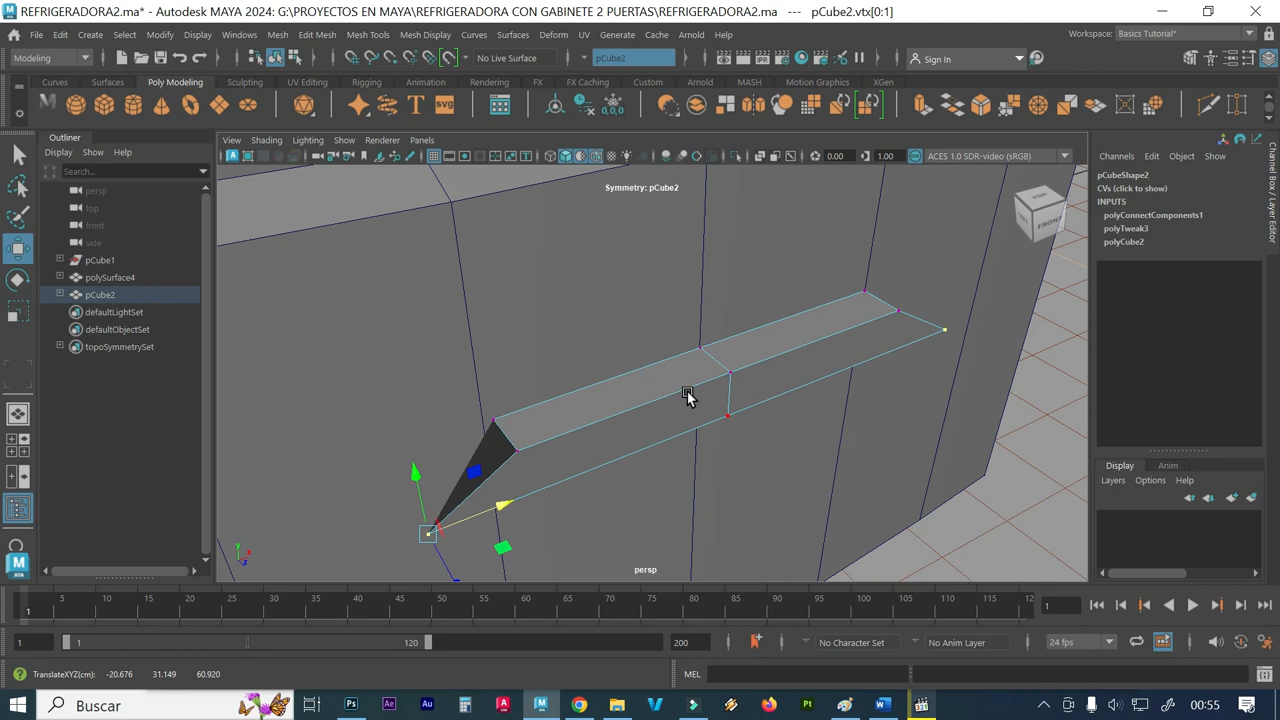 REFRIGERADORA2.ma* - Autodesk MAYA 2024: G:\PROYECTOS EN MAYA\REFRIGERADORA CON GABINETE 2 PUERTAS\REFRIGERADORA2.ma --- pCube2.vtx[0:1]
File Edit Create Select Modify Display Windows Mesh Edit Mesh Mesh Tools Mesh Display Curves Surfaces Deform UV Generate Cache Arnold Help
Workspace: Basics Tutorial*
Modeling
No Live Surface
pCube2
Sign In
Curves Surfaces Poly Modeling Sculpting UV Editing Rigging Animation Rendering FX FX Caching Custom Arnold MASH Motion Graphics XGen
Outliner
Display Show Help
Search...
persp
top
front
side
pCube1
polySurface4
pCube2
defaultLightSet
defaultObjectSet
topoSymmetrySet
View Shading Lighting Show Renderer Panels
0.00 1.00 ACES 1.0 SDR-video (sRGB)
Symmetry: pCube2
TOP
FRONT
persp
Channels Edit Object Show
pCubeShape2
CVs (click to show)
INPUTS
polyConnectComponents1
polyTweak3
polyCube2
Channel Box / Layer Editor
Display Anim
Layers Options Help
5 10 15 20 25 30 35 40 45 50 55 60 65 70 75 80 85 90 95 100 105 110 115 12
1
1
1 1 120 200 No Character Set No Anim Layer 24 fps
TranslateXYZ(cm): -20.676 31.149 60.920
MEL
Buscar
00:55